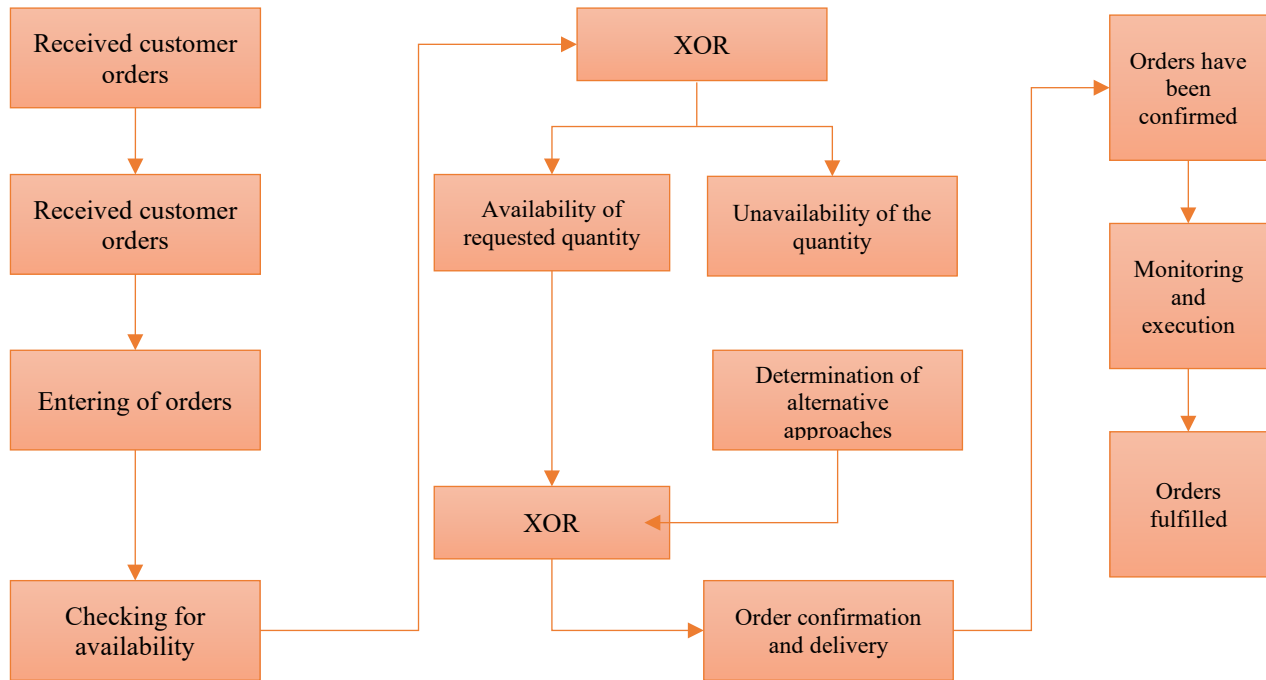 Received customer
orders
Received customer
orders
Entering of orders
Checking for
availability
XOR
Availability of
requested quantity
Unavailability of the
quantity
Determination of
alternative
approaches
XOR
Order confirmation
and delivery
Orders have
been
confirmed
Monitoring
and
execution
Orders
fulfilled